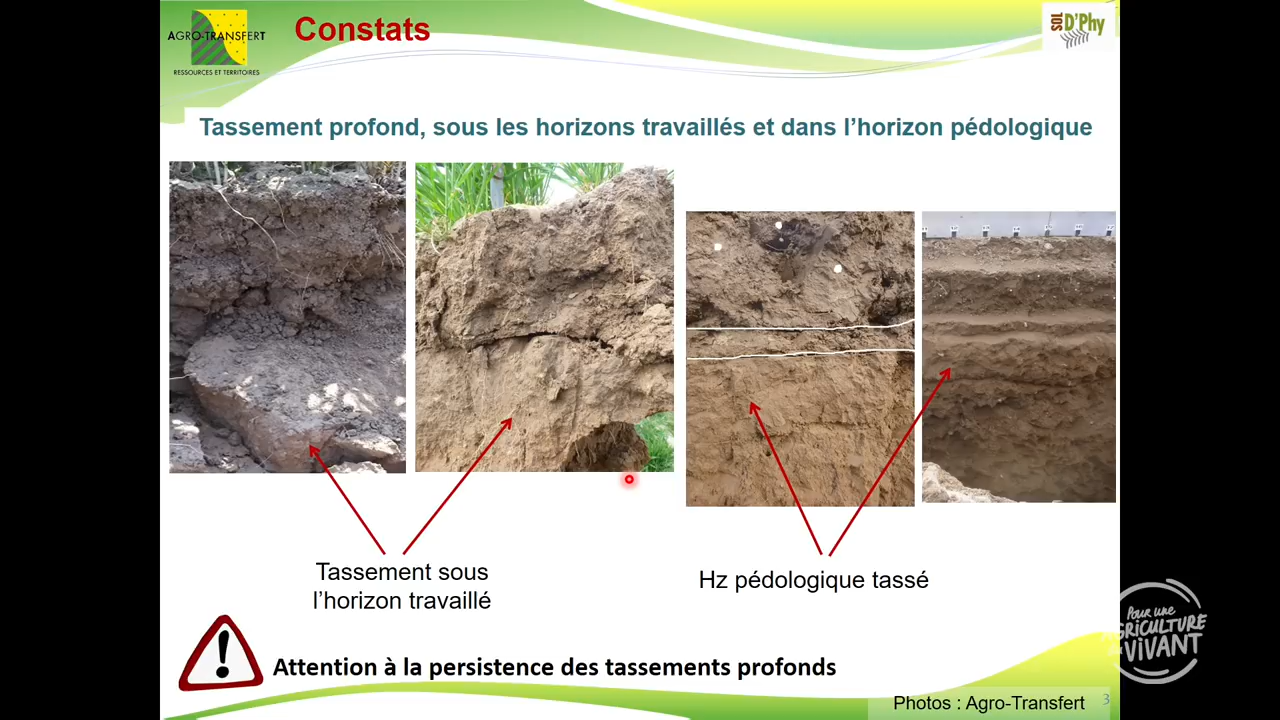 AGRO-TRANSFERT
RESSOURCES ET TERRITOIRES
Constats
SOL D'Phy
Tassement profond, sous les horizons travaillés et dans l’horizon pédologique
Tassement sous
l’horizon travaillé
Hz pédologique tassé
Attention à la persistence des tassements profonds
Photos : Agro-Transfert
3
Pour une
AGRICULTURE
du VIVANT